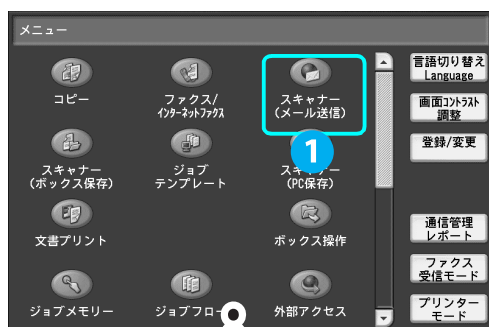 メニュー
コピー
ファクス/
インターネットファクス
スキャナー
(メール送信)
言語切り替え
Language
画面コントラスト
調整
登録/変更
1
スキャナー
(ボックス保存)
ジョブ
テンプレート
(PC保存)
文書プリント
ボックス操作
通信管理
レポート
ファクス
受信モード
ジョブメモリー
ジョブフロー
外部アクセス
プリンター
モード